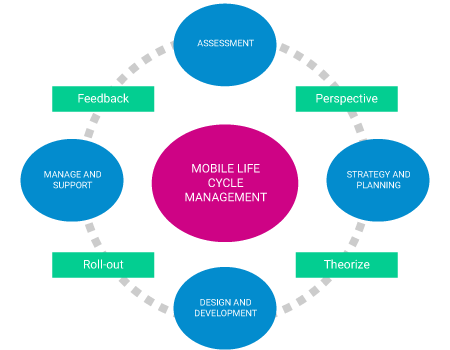 ASSESSMENT
Feedback
Perspective
MANAGE AND
SUPPORT
MOBILE LIFE
CYCLE
MANAGEMENT
STRATEGY AND
PLANNING
Roll-out
Theorize
DESIGN AND
DEVELOPMENT